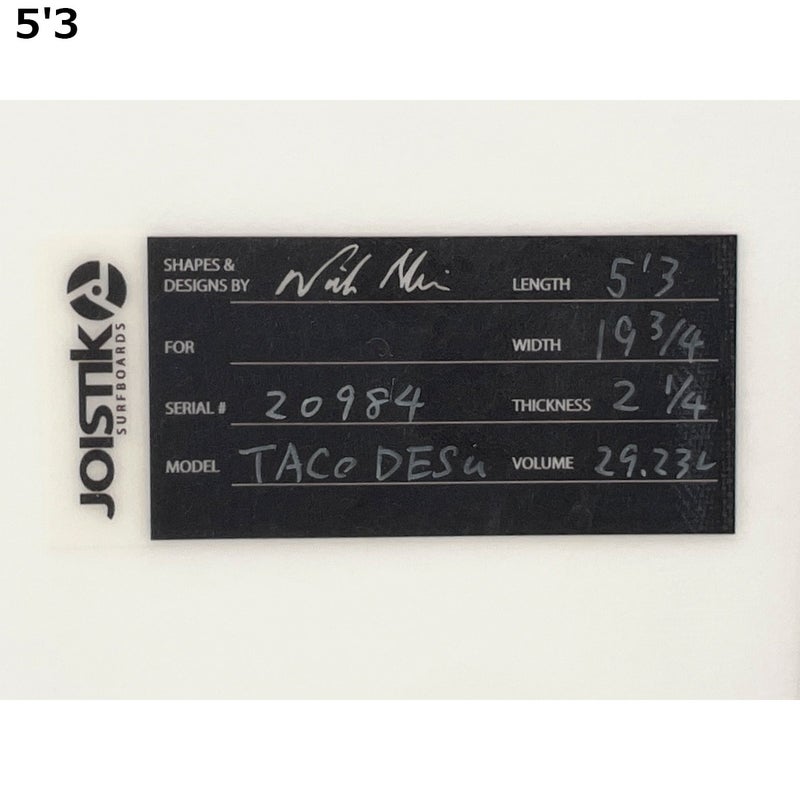 5'3
JOISTIK
SURFBOARDS
SHAPES &
DESIGNS BY
LENGTH 5'3
FOR
WIDTH 19 3/4
SERIAL # 20984
THICKNESS 2 1/4
MODEL TACO DESu
VOLUME 29.23L